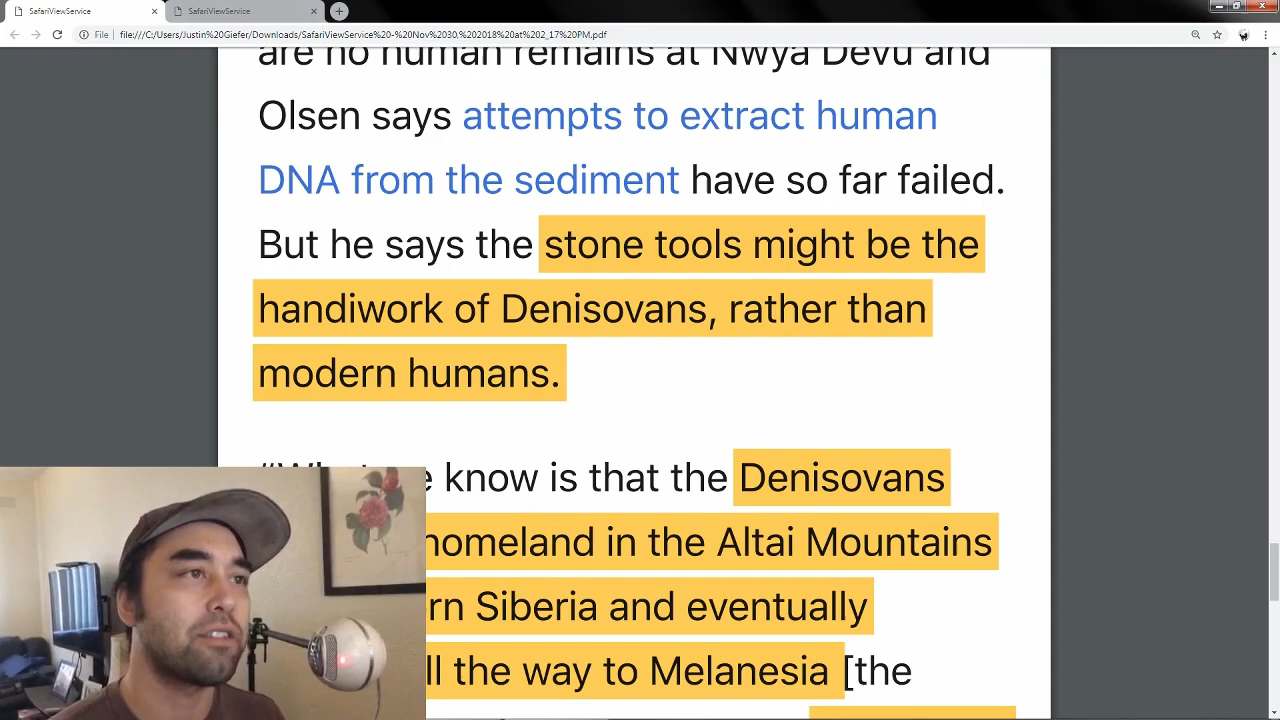 SafariViewService
SafariViewService
File
file:///C:/Users/Justin%20Giefer/Downloads/SafariViewService%20-%20Nov%2030,%202018%20at%202_17%20PM.pdf
are no human remains at Nwya Devu and
Olsen says attempts to extract human
DNA from the sediment have so far failed.
But he says the stone tools might be the
handiwork of Denisovans, rather than
modern humans.
know is that the Denisovans
homeland in the Altai Mountains
Siberia and eventually
the way to Melanesia [the